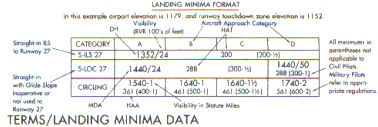 LANDING MINIMA FORMAT
In this example airport elevation is 1179, and runway touchdown zone elevation is 1152.
Visibility
Aircraft Approach Category
DH
(RVR 100's of feet)
HAT
Straight-in ILS
to Runway 27
CATEGORY A B C D
S-ILS 27 1352/24 200 (200-½)
S-LOC 27 1440/24 288 (300-½) 1440/50
288 (300-1)
CIRCLING 1540-1 1640-1 1640-1½ 1740-2
361 (400-1) 461 (500-1) 461 (500-1½) 561 (600-2)
Straight-in
with Glide Slope
Inoperative or
not used to
Runway 27
MDA HAA Visibility in Statute Miles
All minimums in
parentheses not
applicable to
Civil Pilots
Military Pilots
refer to appro-
priate regulations.
TERMS/LANDING MINIMA DATA